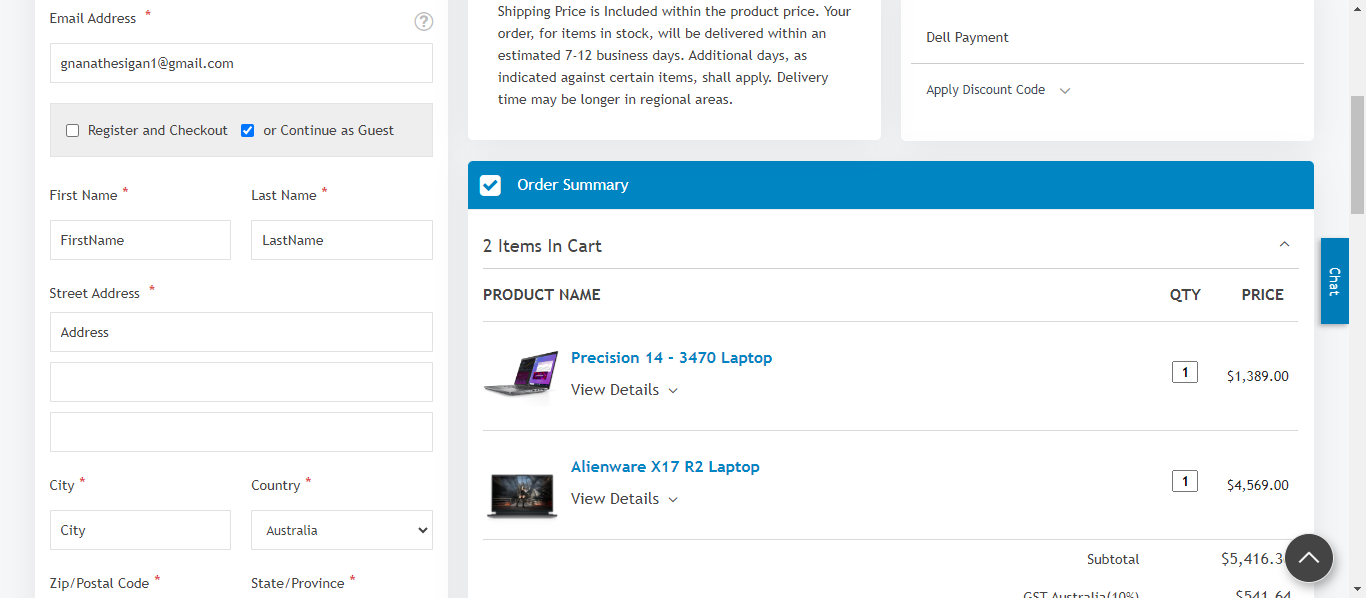 Email Address *
?
gnanathesigan1@gmail.com
Register and Checkout or Continue as Guest
First Name * Last Name *
FirstName LastName
Street Address *
Address
City * Country *
City Australia
Zip/Postal Code * State/Province *
Shipping Price is Included within the product price. Your
order, for items in stock, will be delivered within an
estimated 7-12 business days. Additional days, as
indicated against certain items, shall apply. Delivery
time may be longer in regional areas.
Dell Payment
Apply Discount Code
Order Summary
2 Items In Cart
PRODUCT NAME QTY PRICE
Precision 14 - 3470 Laptop
View Details
1 $1,389.00
Alienware X17 R2 Laptop
View Details
1 $4,569.00
Subtotal $5,416.3
GST Australia(10%) $541.64
Chat